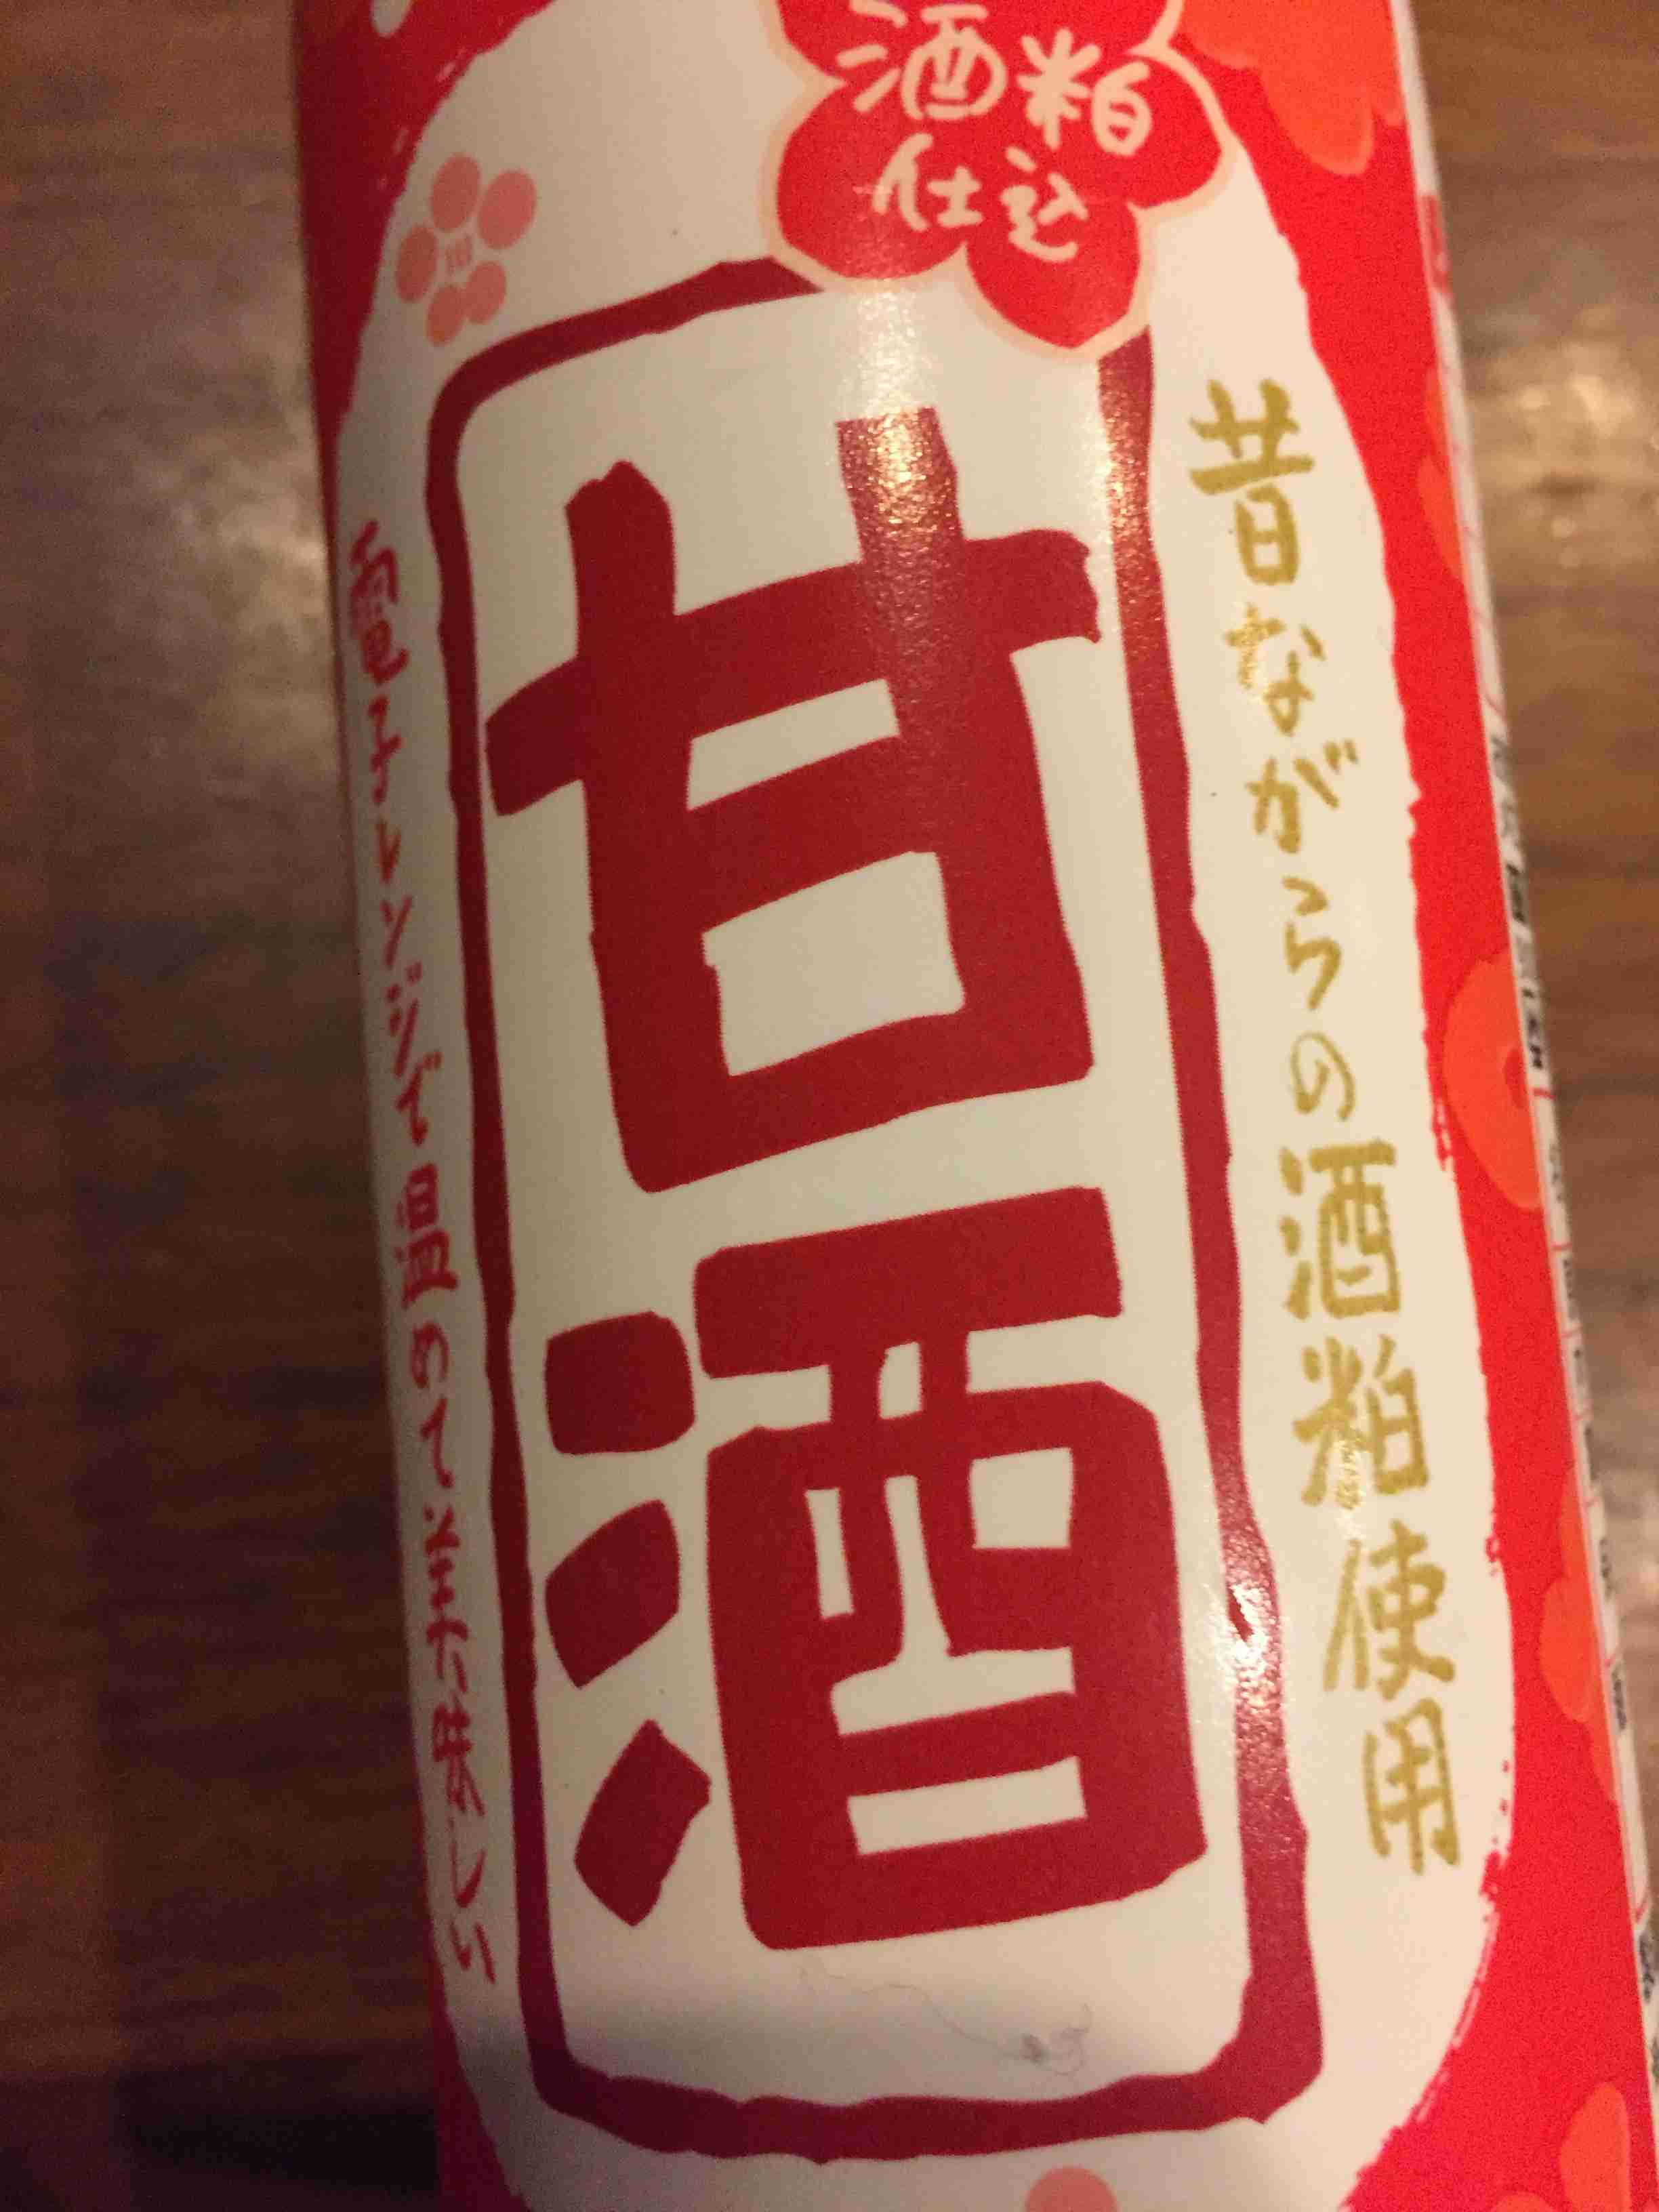 酒粕
仕込
昔ながらの酒粕使用
甘酒
電子レンジで温めて美味しい